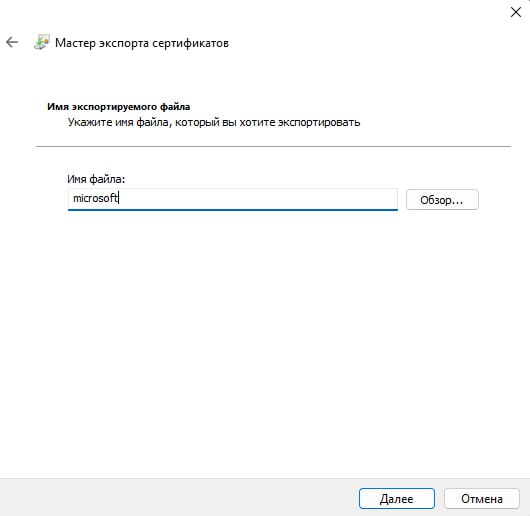 Мастер экспорта сертификатов
Имя экспортируемого файла
Укажите имя файла, который вы хотите экспортировать
Имя файла:
microsoft
Обзор...
Далее
Отмена